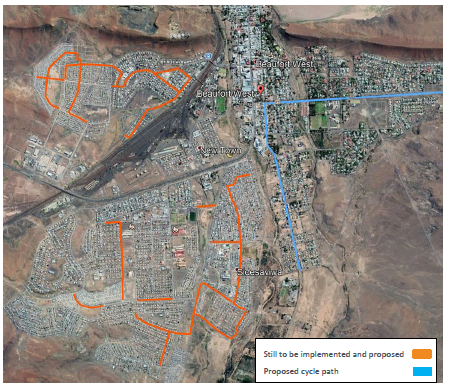 Beaufort West
Beaufort West
New Town
Sidesaviwa
Still to be implemented and proposed
Proposed cycle path